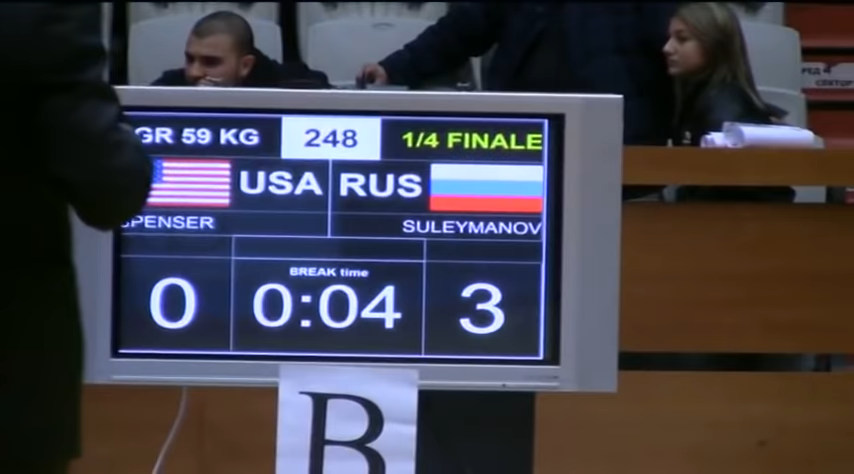 GR 59 KG 248 1/4 FINALE
USA RUS
SPENSER SULEYMANOV
BREAK time
0 0:04 3
B